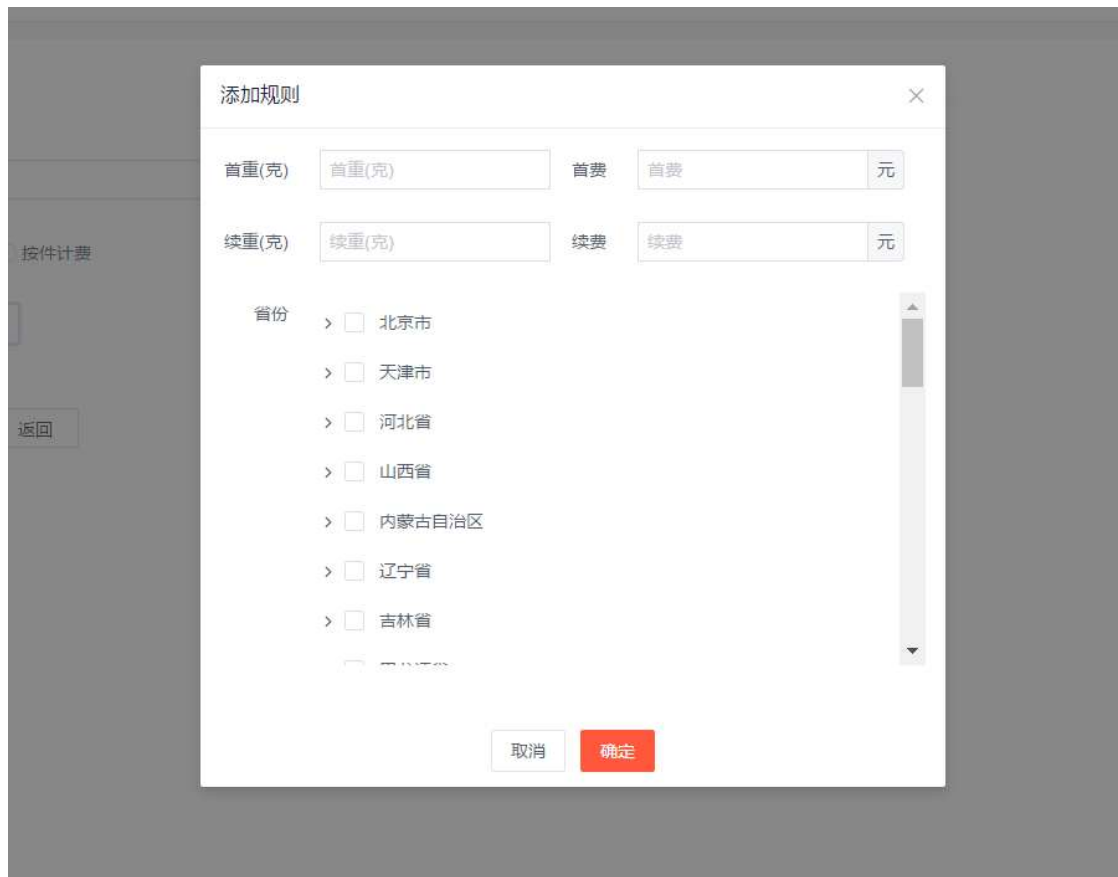 添加规则
首重(克) 首重(克) 首费 首费 元
续重(克) 续重(克) 续费 续费 元
按件计费
省份
北京市
天津市
河北省
返回
山西省
内蒙古自治区
辽宁省
吉林省
取消 确定